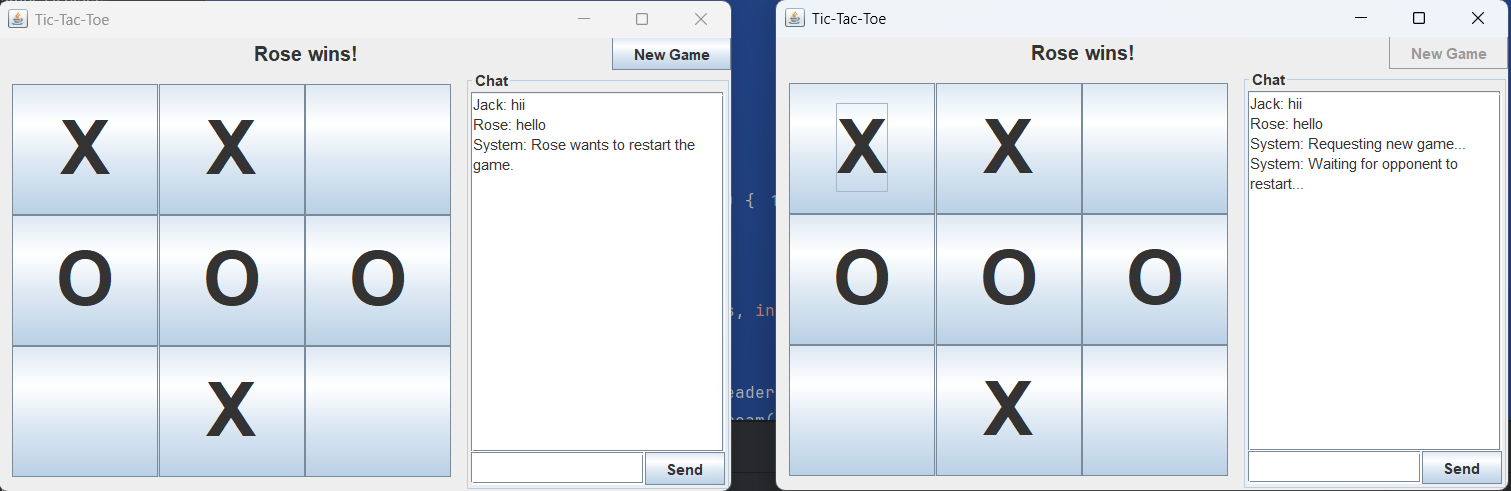 Tic-Tac-Toe
Rose wins!
New Game
Chat
X X
O O O
X
Jack: hii
Rose: hello
System: Rose wants to restart the
game.
Send
Tic-Tac-Toe
Rose wins!
New Game
Chat
X X
O O O
X
Jack: hii
Rose: hello
System: Requesting new game...
System: Waiting for opponent to
restart...
Send
{
s, in
eader